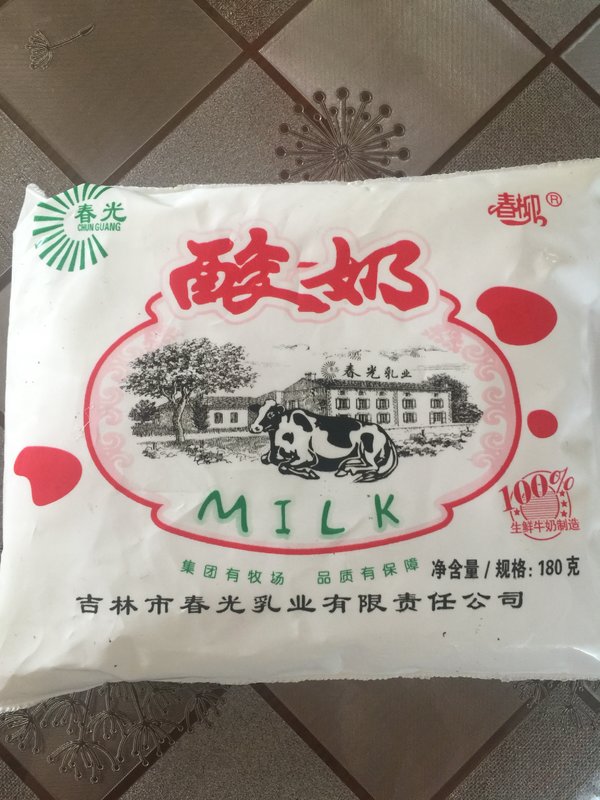 春光
CHUN GUANG
春柳®
酸奶
春光乳业
MILK
100%
生鲜牛奶制造
集团有牧场 品质有保障
净含量/规格:180克
吉林市春光乳业有限责任公司